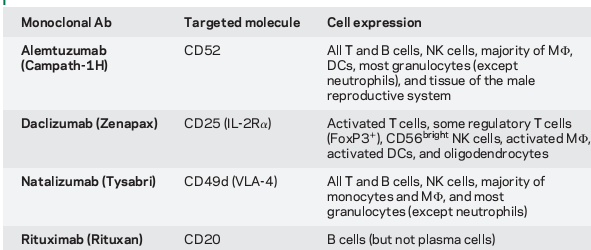 Monoclonal Ab Targeted molecule Cell expression
Alemtuzumab CD52 All T and B cells, NK cells, majority of MΦ,
(Campath-1H) DCs, most granulocytes (except
neutrophils), and tissue of the male
reproductive system
Daclizumab (Zenapax) CD25 (IL-2Rα) Activated T cells, some regulatory T cells
(FoxP3⁺), CD56ᵇʳⁱᵍʰᵗ NK cells, activated MΦ,
activated DCs, and oligodendrocytes
Natalizumab (Tysabri) CD49d (VLA-4) All T and B cells, NK cells, majority of
monocytes and MΦ, and most
granulocytes (except neutrophils)
Rituximab (Rituxan) CD20 B cells (but not plasma cells)